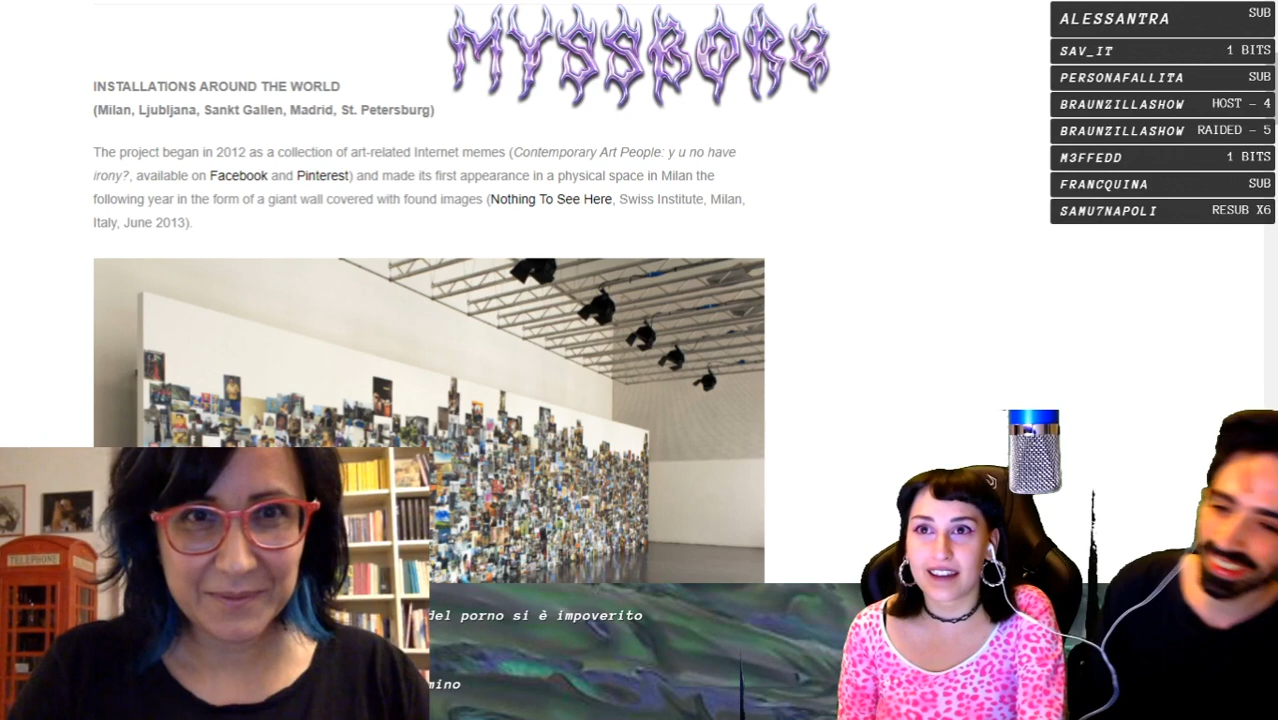 MYSSBORG
INSTALLATIONS AROUND THE WORLD
(Milan, Ljubljana, Sankt Gallen, Madrid, St. Petersburg)
The project began in 2012 as a collection of art-related Internet memes (Contemporary Art People: y u no have
irony?, available on Facebook and Pinterest) and made its first appearance in a physical space in Milan the
following year in the form of a giant wall covered with found images (Nothing To See Here, Swiss Institute, Milan,
Italy, June 2013).
ALESSANTRA SUB
SAV_IT 1 BITS
PERSONAFALLITA SUB
BRAUNZILLASHOW HOST - 4
BRAUNZILLASHOW RAIDED - 5
M3FFEDD 1 BITS
FRANCQUINA SUB
SAMU7NAPOLI RESUB X6
TELEPHONE
del porno si è impoverito
mino